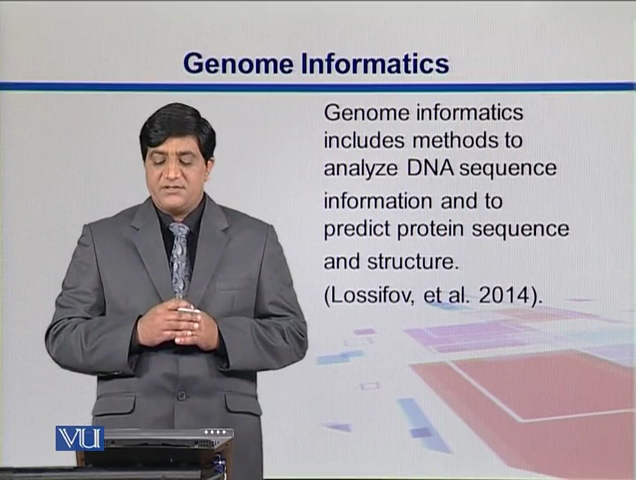 Genome Informatics
Genome informatics
includes methods to
analyze DNA sequence
information and to
predict protein sequence
and structure.
(Lossifov, et al. 2014).
VU